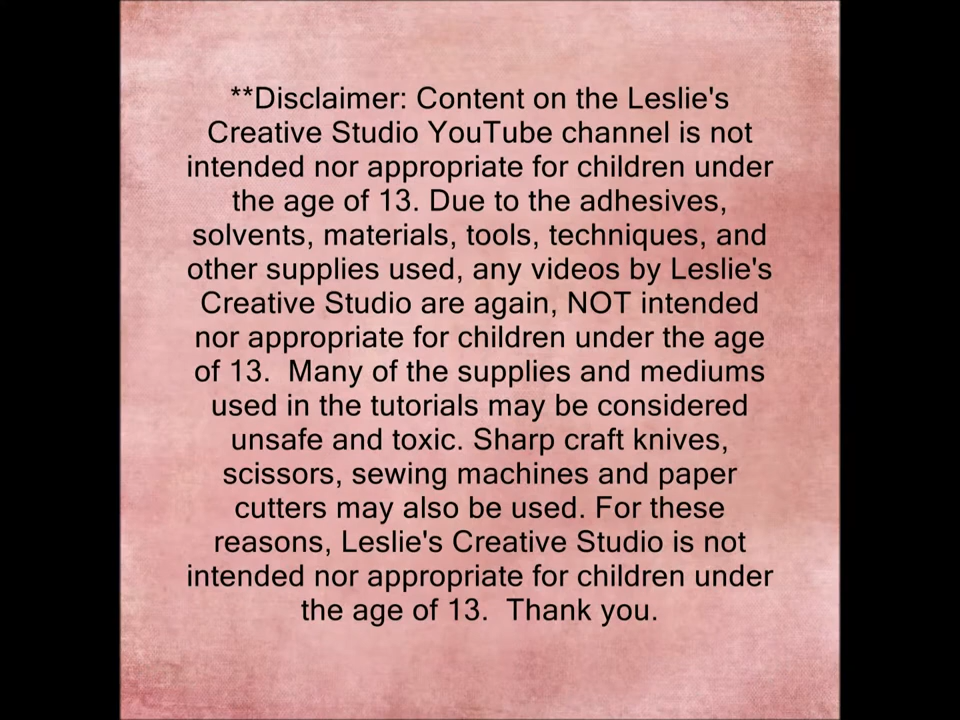 **Disclaimer: Content on the Leslie's
Creative Studio YouTube channel is not
intended nor appropriate for children under
the age of 13. Due to the adhesives,
solvents, materials, tools, techniques, and
other supplies used, any videos by Leslie's
Creative Studio are again, NOT intended
nor appropriate for children under the age
of 13.  Many of the supplies and mediums
used in the tutorials may be considered
unsafe and toxic. Sharp craft knives,
scissors, sewing machines and paper
cutters may also be used. For these
reasons, Leslie's Creative Studio is not
intended nor appropriate for children under
the age of 13.  Thank you.